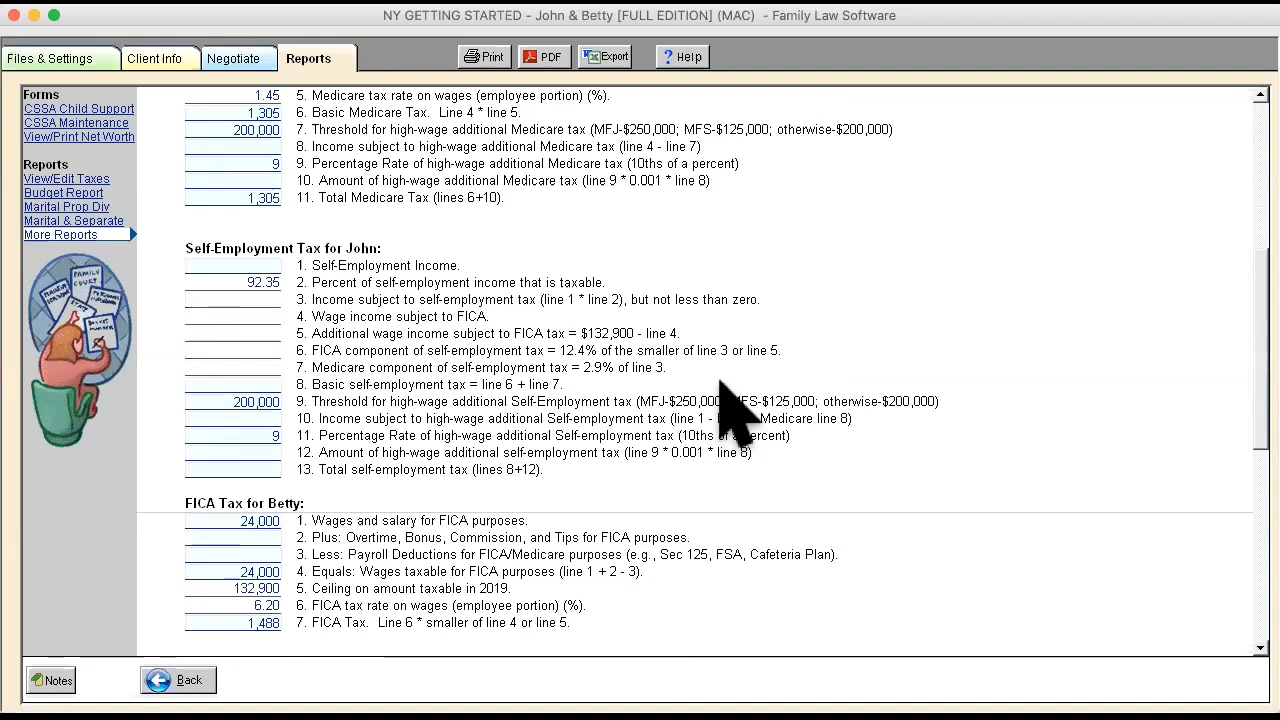 NY GETTING STARTED - John & Betty [FULL EDITION] (MAC)  - Family Law Software
Files & Settings
Client Info
Negotiate
Reports
Print
PDF
Export
? Help
Forms
CSSA Child Support
CSSA Maintenance
View/Print Net Worth
Reports
View/Edit Taxes
Budget Report
Marital Prop Div
Marital & Separate
More Reports
FAMILY COURT
1.45 5. Medicare tax rate on wages (employee portion) (%).
1,305 6. Basic Medicare Tax.  Line 4 * line 5.
200,000 7. Threshold for high-wage additional Medicare tax (MFJ-$250,000; MFS-$125,000; otherwise-$200,000)
8. Income subject to high-wage additional Medicare tax (line 4 - line 7)
9 9. Percentage Rate of high-wage additional Medicare tax (10ths of a percent)
10. Amount of high-wage additional Medicare tax (line 9 * 0.001 * line 8)
1,305 11. Total Medicare Tax (lines 6+10).
Self-Employment Tax for John:
1. Self-Employment Income.
92.35 2. Percent of self-employment income that is taxable.
3. Income subject to self-employment tax (line 1 * line 2), but not less than zero.
4. Wage income subject to FICA.
5. Additional wage income subject to FICA tax = $132,900 - line 4.
6. FICA component of self-employment tax = 12.4% of the smaller of line 3 or line 5.
7. Medicare component of self-employment tax = 2.9% of line 3.
8. Basic self-employment tax = line 6 + line 7.
200,000 9. Threshold for high-wage additional Self-Employment tax (MFJ-$250,000 MFS-$125,000; otherwise-$200,000)
10. Income subject to high-wage additional Self-employment tax (line 1 - Medicare line 8)
9 11. Percentage Rate of high-wage additional Self-employment tax (10ths of a percent)
12. Amount of high-wage additional self-employment tax (line 9 * 0.001 * line 8)
13. Total self-employment tax (lines 8+12).
FICA Tax for Betty:
24,000 1. Wages and salary for FICA purposes.
2. Plus: Overtime, Bonus, Commission, and Tips for FICA purposes.
3. Less: Payroll Deductions for FICA/Medicare purposes (e.g., Sec 125, FSA, Cafeteria Plan).
24,000 4. Equals: Wages taxable for FICA purposes (line 1 + 2 - 3).
132,900 5. Ceiling on amount taxable in 2019.
6.20 6. FICA tax rate on wages (employee portion) (%).
1,488 7. FICA Tax.  Line 6 * smaller of line 4 or line 5.
Notes
Back